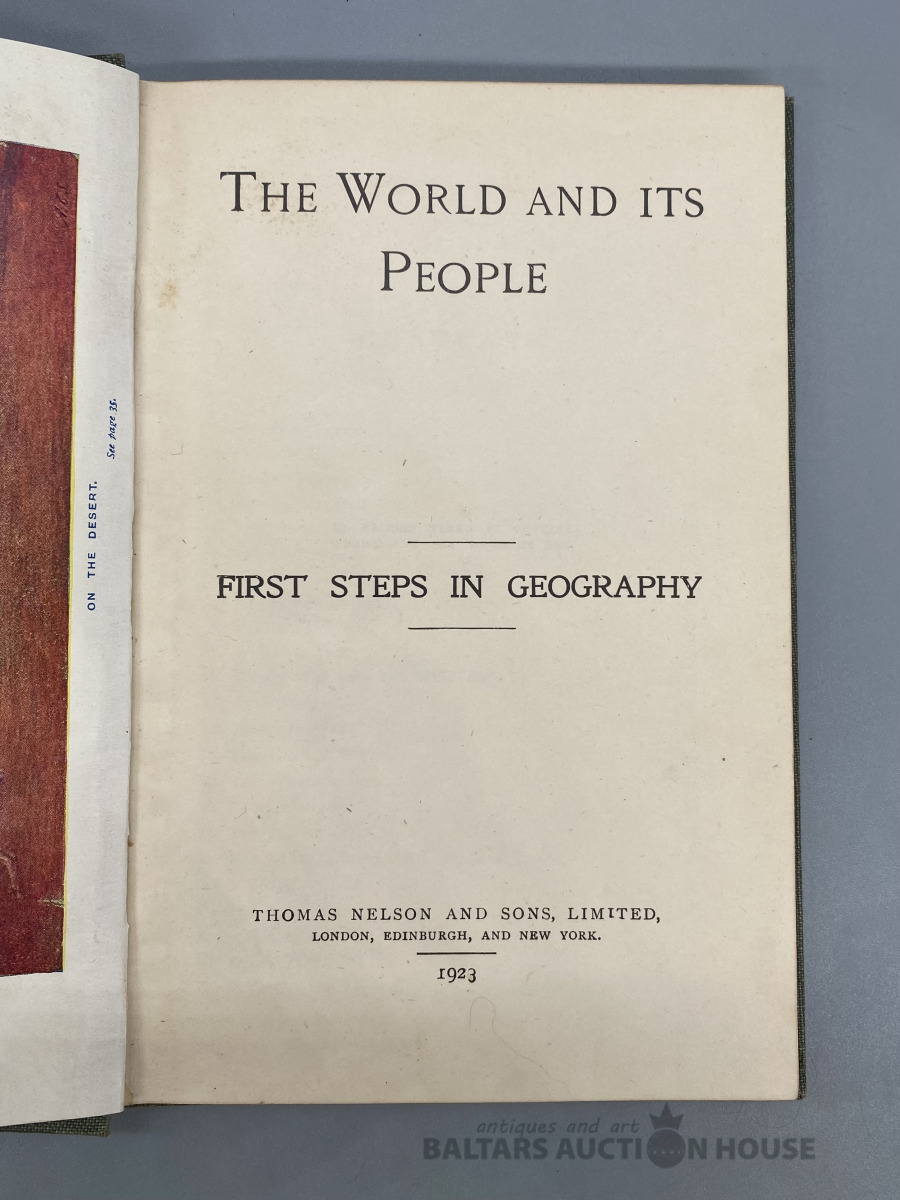 THE WORLD AND ITS
PEOPLE
FIRST STEPS IN GEOGRAPHY
THOMAS NELSON AND SONS, LIMITED,
LONDON, EDINBURGH, AND NEW YORK.
1923
ON THE DESERT.
See page 35.
antiques and art
BALTARS AUCTION HOUSE